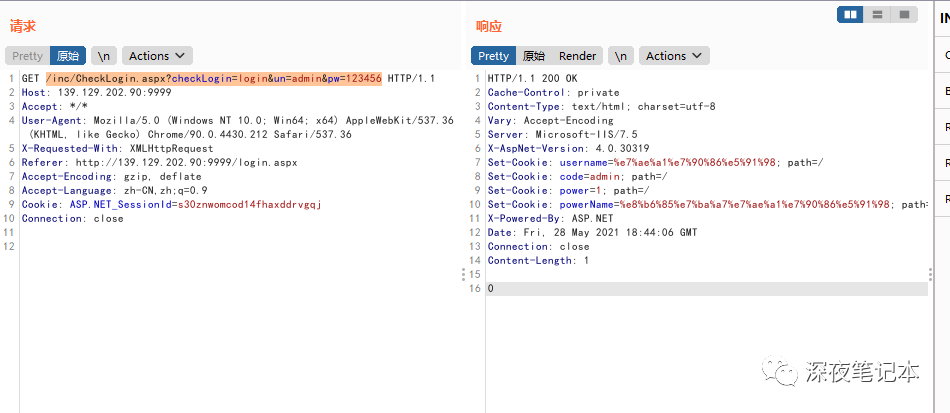 请求
Pretty 原始 \n Actions
1 GET /inc/CheckLogin.aspx?checkLogin=login&un=admin&pw=123456 HTTP/1.1
2 Host: 139.129.202.90:9999
3 Accept: */*
4 User-Agent: Mozilla/5.0 (Windows NT 10.0; Win64; x64) AppleWebKit/537.36
(KHTML, like Gecko) Chrome/90.0.4430.212 Safari/537.36
5 X-Requested-With: XMLHttpRequest
6 Referer: http://139.129.202.90:9999/login.aspx
7 Accept-Encoding: gzip, deflate
8 Accept-Language: zh-CN,zh;q=0.9
9 Cookie: ASP.NET_SessionId=s30znwomcod14fhaxddrvgqj
10 Connection: close
11
12
响应
Pretty 原始 Render \n Actions
1 HTTP/1.1 200 OK
2 Cache-Control: private
3 Content-Type: text/html; charset=utf-8
4 Vary: Accept-Encoding
5 Server: Microsoft-IIS/7.5
6 X-AspNet-Version: 4.0.30319
7 Set-Cookie: username=%e7%ae%a1%e7%90%86%e5%91%98; path=/
8 Set-Cookie: code=admin; path=/
9 Set-Cookie: power=1; path=/
10 Set-Cookie: powerName=%e8%b6%85%e7%ba%a7%e7%ae%a1%e7%90%86%e5%91%98; path=
11 X-Powered-By: ASP.NET
12 Date: Fri, 28 May 2021 18:44:06 GMT
13 Connection: close
14 Content-Length: 1
15
16 0
IN
深夜笔记本